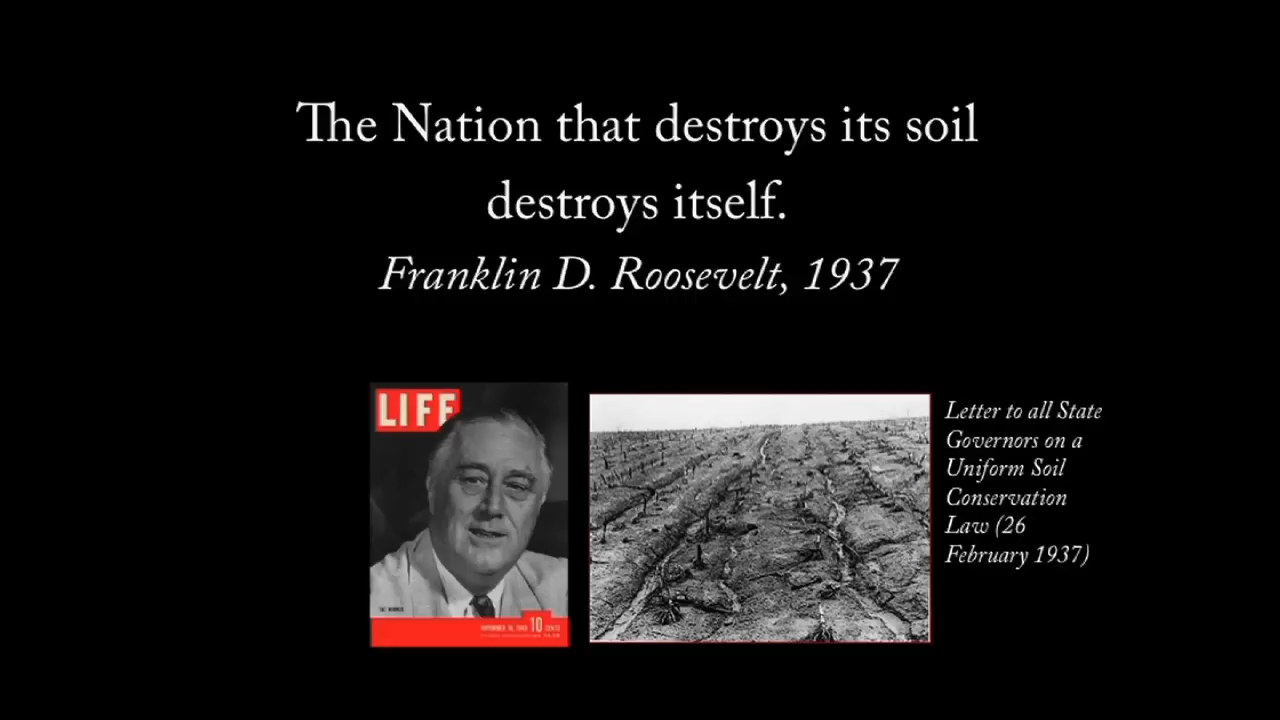 The Nation that destroys its soil
destroys itself.
Franklin D. Roosevelt, 1937
LIFE
10
CENTS
Letter to all State
Governors on a
Uniform Soil
Conservation
Law (26
February 1937)